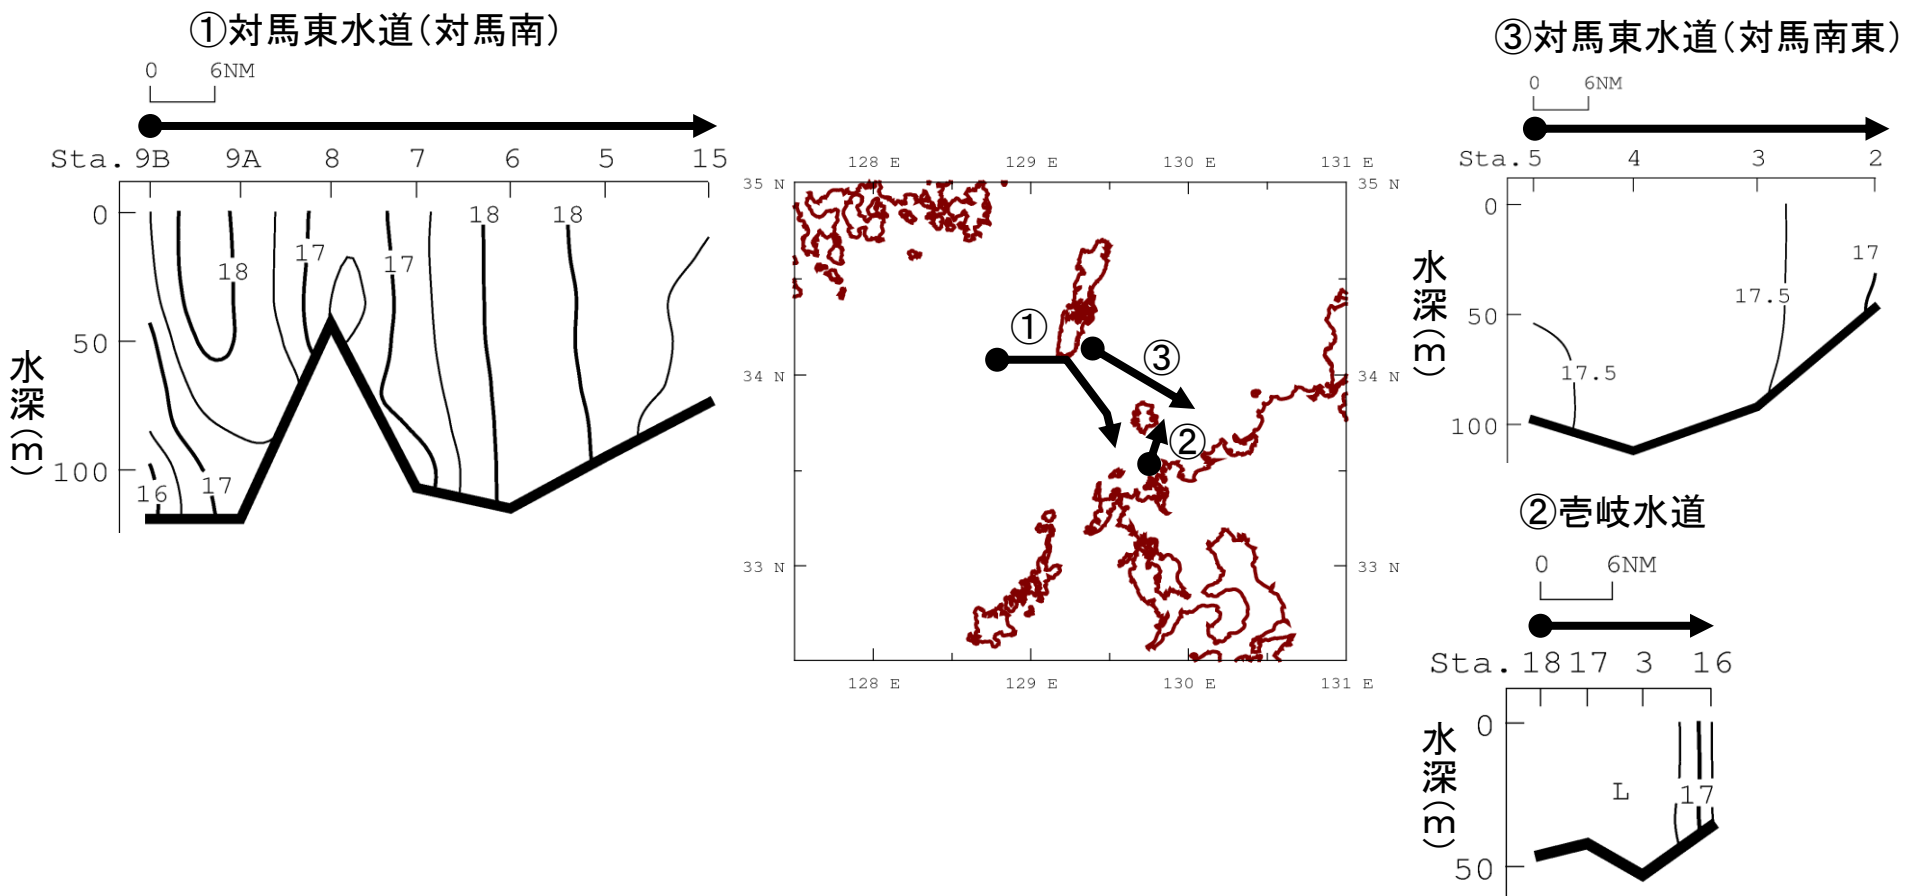 ①対馬東水道(対馬南)
0 6NM
Sta. 9B 9A 8 7 6 5 15
0
50
100
水深(m)
18
17
17
18
18
16
17
128 E 129 E 130 E 131 E
35 N 35 N
34 N 34 N
33 N 33 N
128 E 129 E 130 E 131 E
①
③
②
③対馬東水道(対馬南東)
0 6NM
Sta. 5 4 3 2
0
50
100
水深(m)
17
17.5
17.5
②壱岐水道
0 6NM
Sta. 18 17 3 16
0
50
水深(m)
L 17